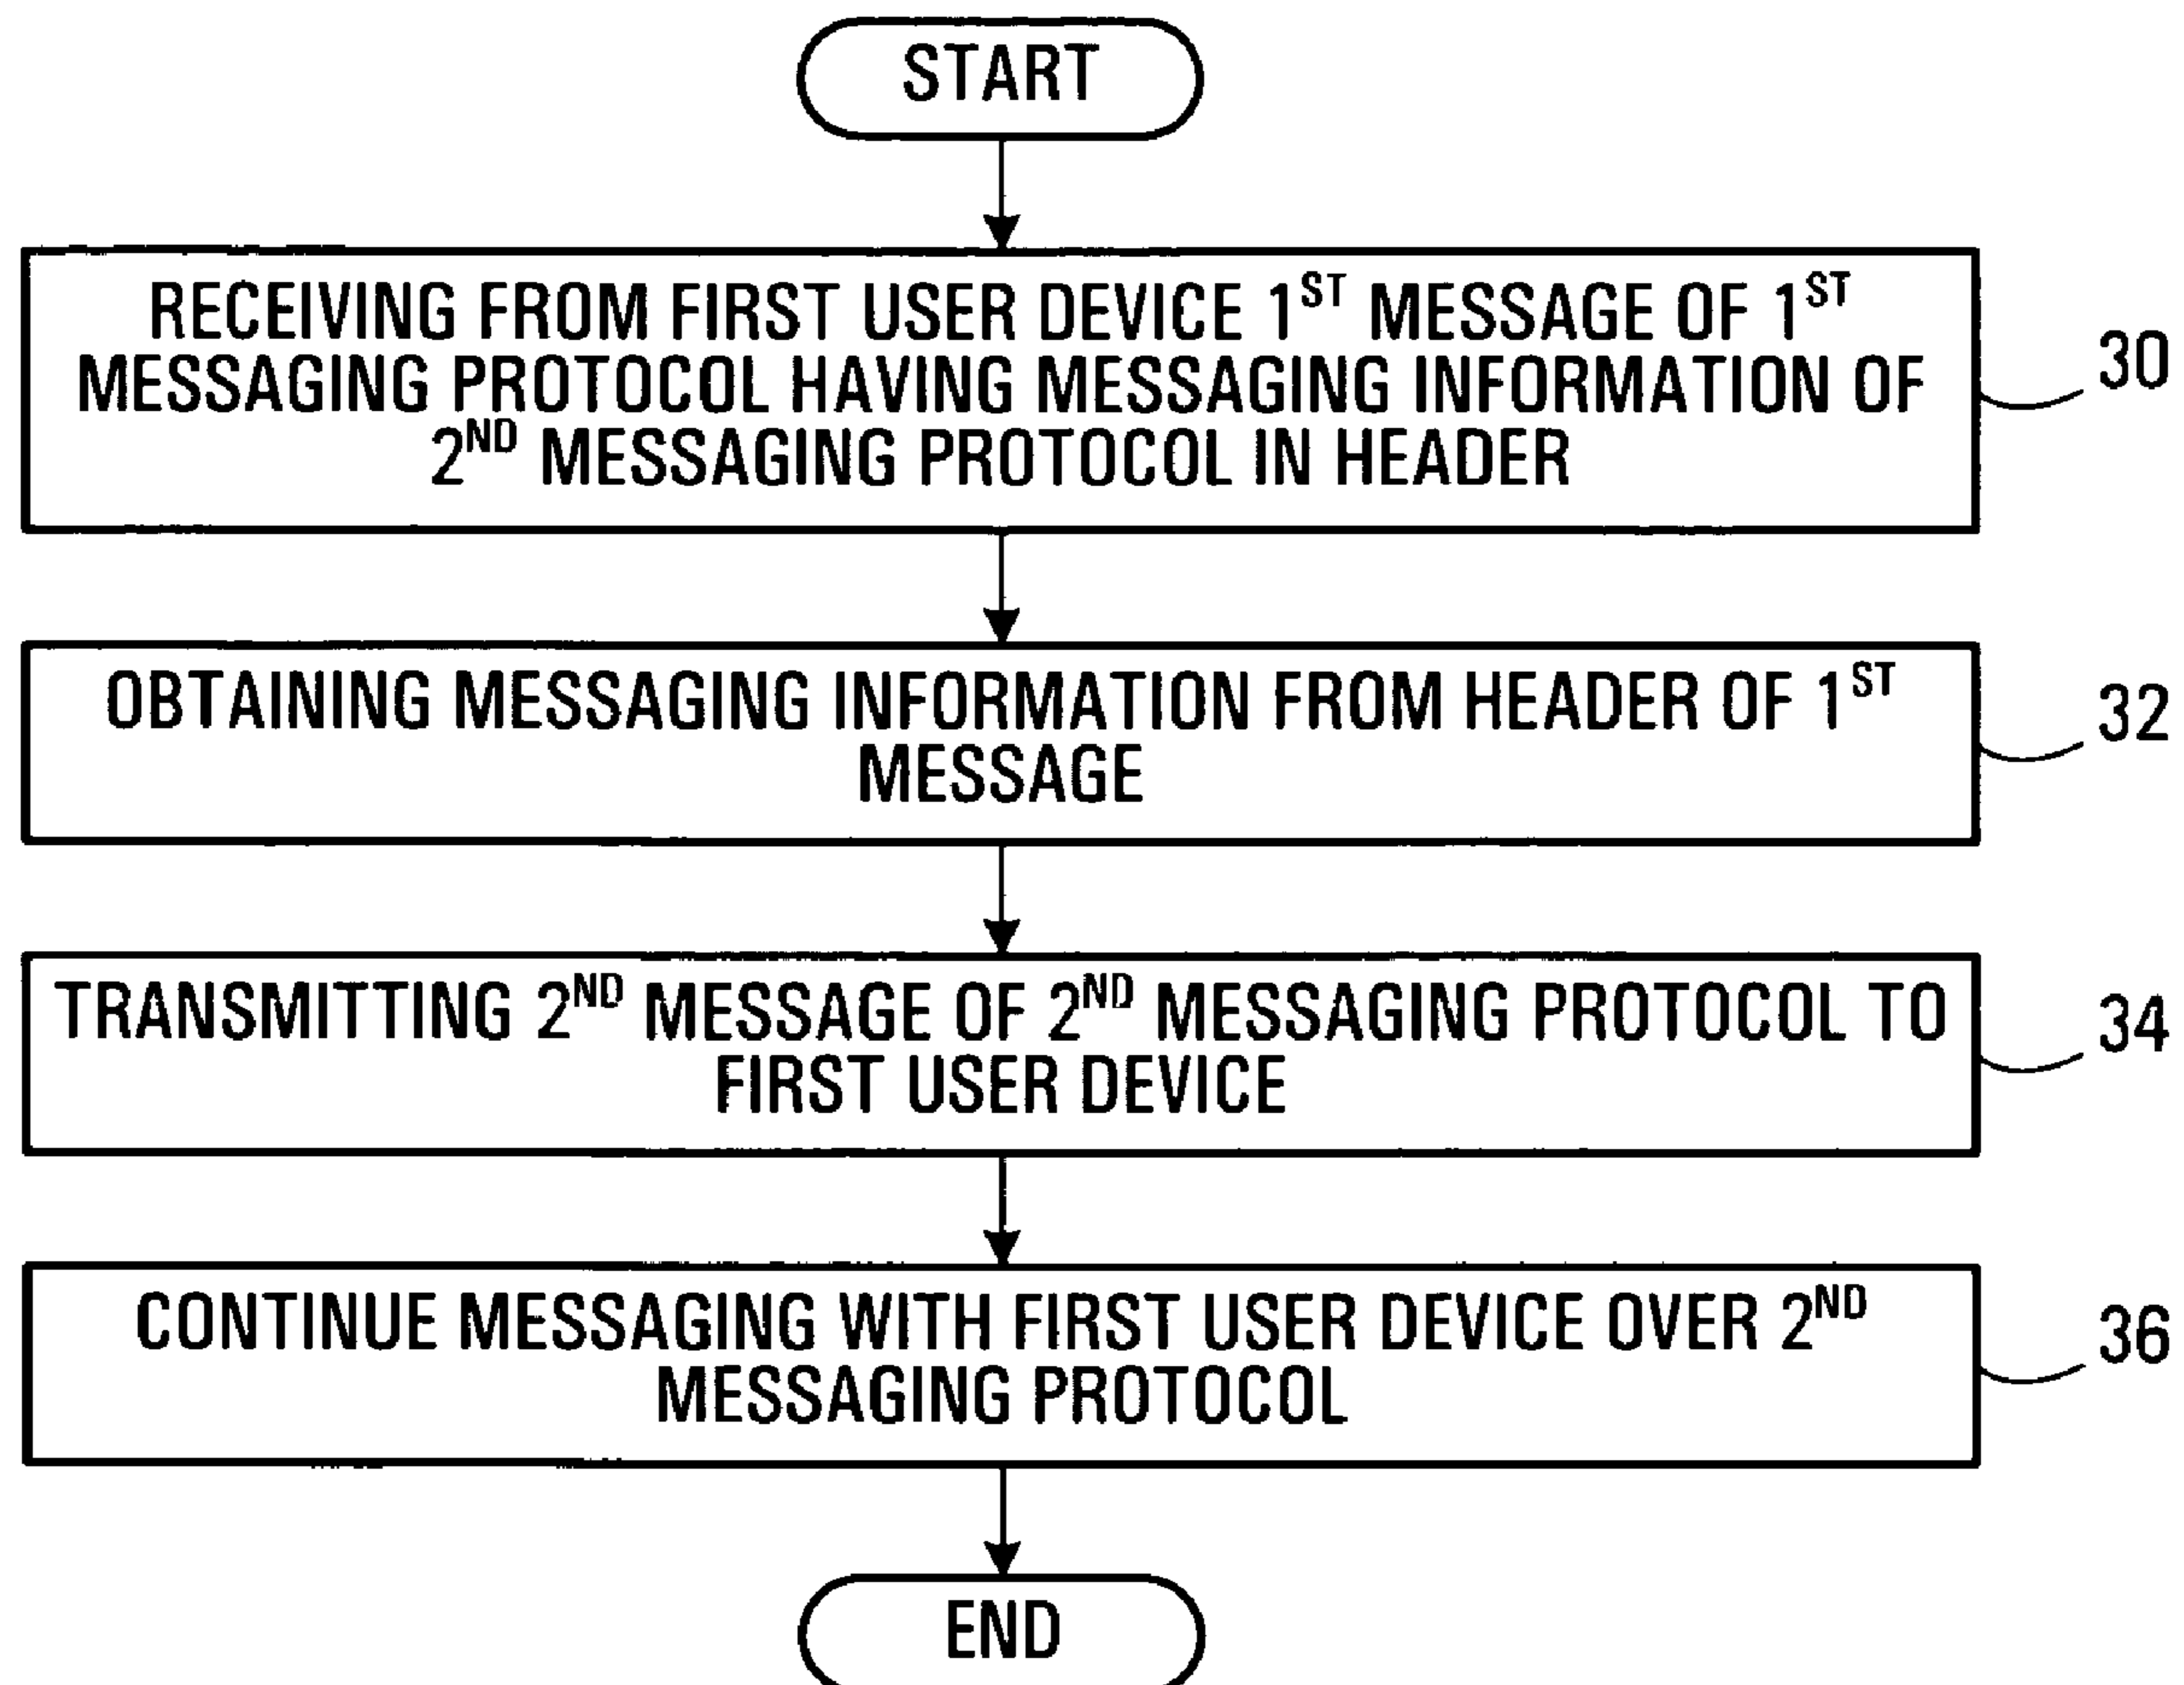 START
RECEIVING FROM FIRST USER DEVICE 1ST MESSAGE OF 1ST
MESSAGING PROTOCOL HAVING MESSAGING INFORMATION OF
2ND MESSAGING PROTOCOL IN HEADER
30
OBTAINING MESSAGING INFORMATION FROM HEADER OF 1ST
MESSAGE
32
TRANSMITTING 2ND MESSAGE OF 2ND MESSAGING PROTOCOL TO
FIRST USER DEVICE
34
CONTINUE MESSAGING WITH FIRST USER DEVICE OVER 2ND
MESSAGING PROTOCOL
36
END